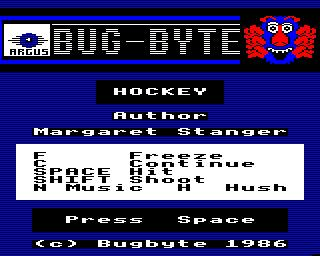 BUG-BYTE
ARGUS
HOCKEY
Author
Margaret Stanger
F Freeze
C Continue
SPACE Hit
SHIFT Shoot
N Music H Hush
Press Space
(c) Bugbyte 1986